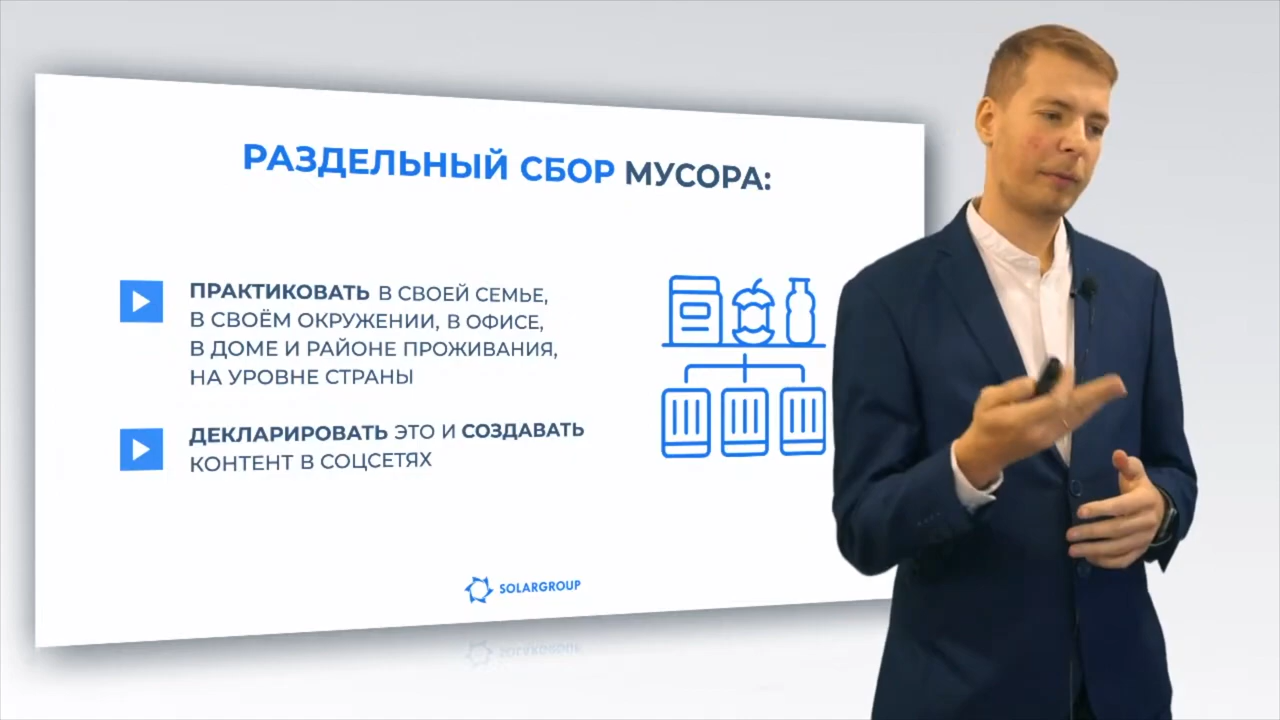 РАЗДЕЛЬНЫЙ СБОР МУСОРА:
ПРАКТИКОВАТЬ В СВОЕЙ СЕМЬЕ,
В СВОЁМ ОКРУЖЕНИИ, В ОФИСЕ,
В ДОМЕ И РАЙОНЕ ПРОЖИВАНИЯ,
НА УРОВНЕ СТРАНЫ
ДЕКЛАРИРОВАТЬ ЭТО И СОЗДАВАТЬ
КОНТЕНТ В СОЦСЕТЯХ
SOLARGROUP